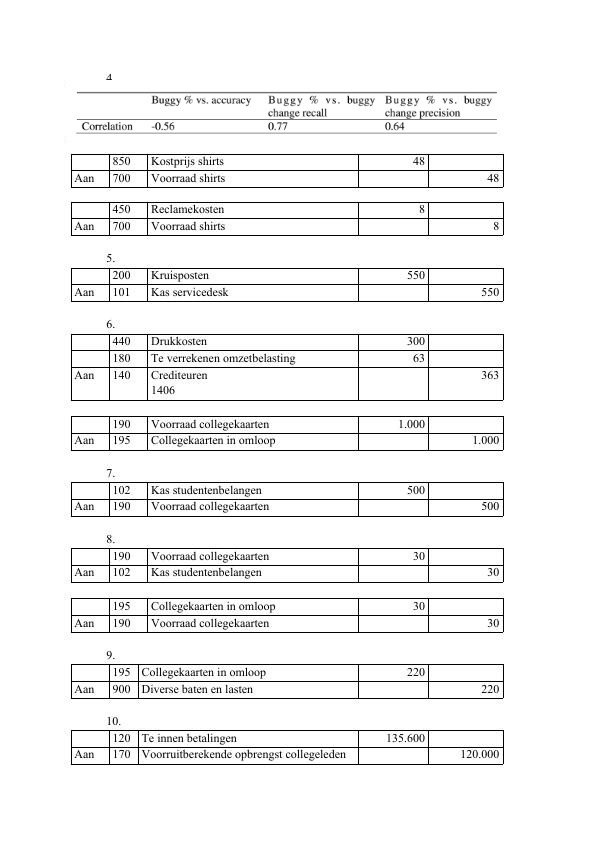 4
Buggy % vs. accuracy Buggy % vs. buggy change recall Buggy % vs. buggy change precision
Correlation -0.56 0.77 0.64
850 Kostprijs shirts 48
Aan 700 Voorraad shirts 48
450 Reclamekosten 8
Aan 700 Voorraad shirts 8
5.
200 Kruisposten 550
Aan 101 Kas servicedesk 550
6.
440 Drukkosten 300
180 Te verrekenen omzetbelasting 63
Aan 140 Crediteuren 363
1406
190 Voorraad collegekaarten 1.000
Aan 195 Collegekaarten in omloop 1.000
7.
102 Kas studentenbelangen 500
Aan 190 Voorraad collegekaarten 500
8.
190 Voorraad collegekaarten 30
Aan 102 Kas studentenbelangen 30
195 Collegekaarten in omloop 30
Aan 190 Voorraad collegekaarten 30
9.
195 Collegekaarten in omloop 220
Aan 900 Diverse baten en lasten 220
10.
120 Te innen betalingen 135.600
Aan 170 Voorruitberekende opbrengst collegeleden 120.000